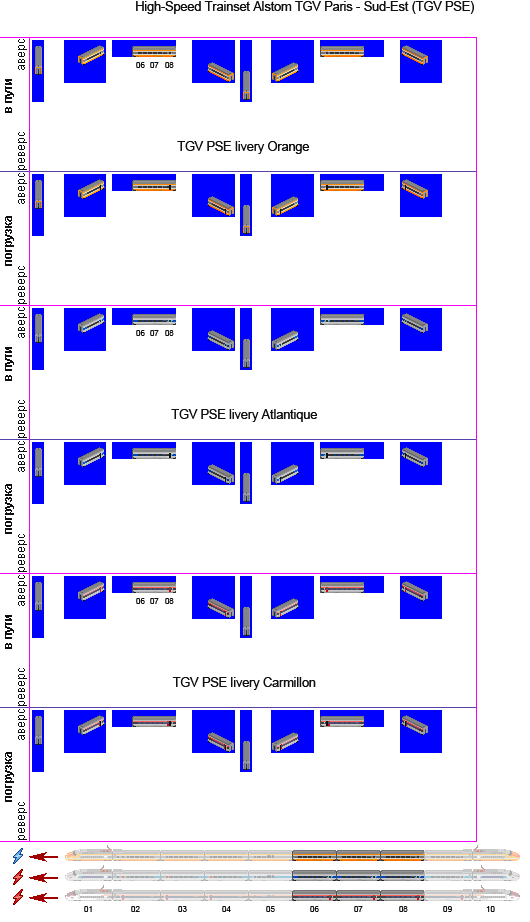 High-Speed Trainset Alstom TGV Paris - Sud-Est (TGV PSE)
аверс
в пути
06 07 08
реверс
TGV PSE livery Orange
аверс
погрузка
реверс
аверс
в пути
06 07 08
реверс
TGV PSE livery Atlantique
аверс
погрузка
реверс
аверс
в пути
06 07 08
реверс
TGV PSE livery Carmillon
аверс
погрузка
реверс
01 02 03 04 05 06 07 08 09 10